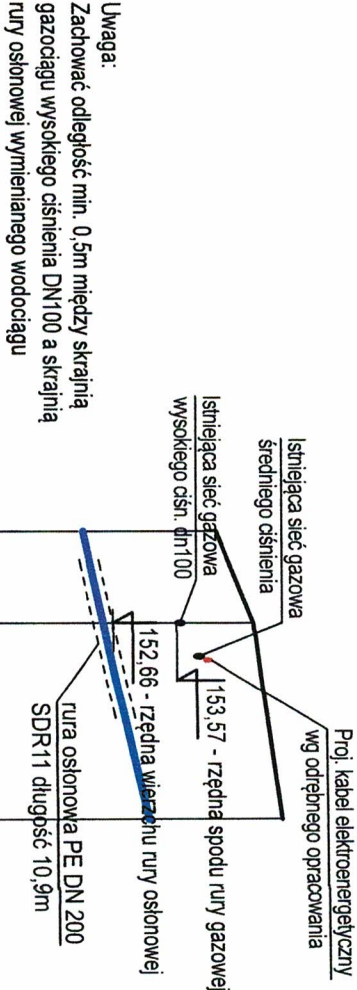 Uwaga:
Zachować odległość min. 0,5m między skrajnią
gazociągu wysokiego ciśnienia DN100 a skrajnią
rury osłonowej wymienianego wodociągu
Istniejąca sieć gazowa
wysokiego ciśn. dn100
Istniejąca sieć gazowa
średniego ciśnienia
Proj. kabel elektroenergetyczny
wg odrębnego opracowania
153,57 - rzędna spodu rury gazowej
152,66 - rzędna wierzchu rury osłonowej
rura osłonowa PE DN 200
SDR11 długość 10,9m